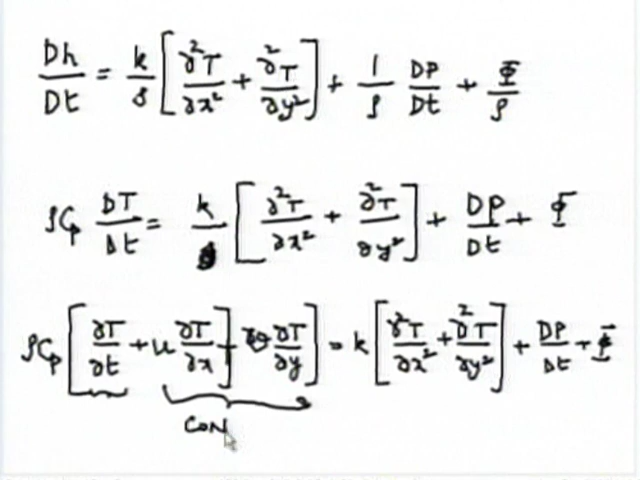 Dh/Dt = k/ρ [∂²T/∂x² + ∂²T/∂y²] + 1/ρ DP/Dt + Φ/ρ
ρCp DT/Dt = k [∂²T/∂x² + ∂²T/∂y²] + DP/Dt + Φ
ρCp [∂T/∂t + u ∂T/∂x + v ∂T/∂y] = k [∂²T/∂x² + ∂²T/∂y²] + DP/Dt + Φ
CON